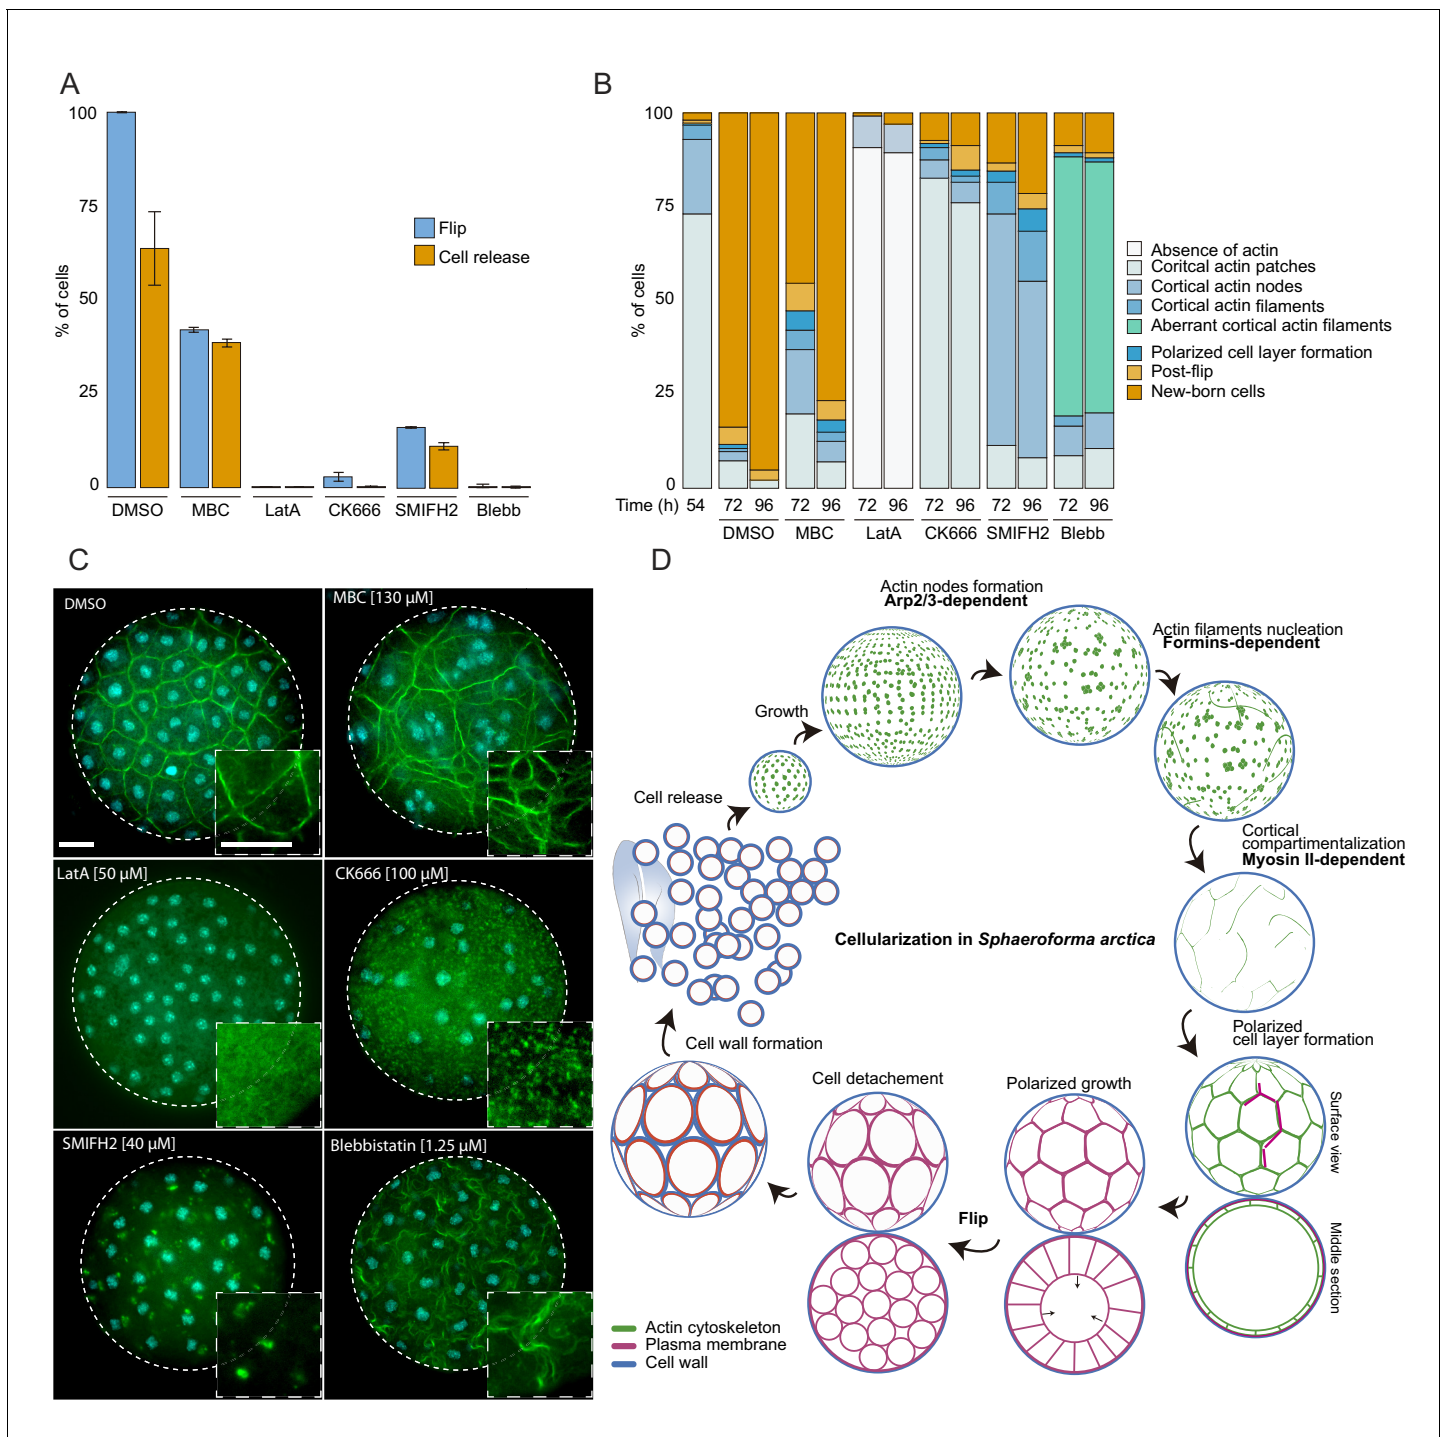 A
100
75
50
25
0
% of cells
Flip
Cell release
DMSO
MBC
LatA
CK666
SMIFH2
Blebb
B
100
75
50
25
0
% of cells
Absence of actin
Coritcal actin patches
Cortical actin nodes
Cortical actin filaments
Aberrant cortical actin filaments
Polarized cell layer formation
Post-flip
New-born cells
Time (h) 54 72 96 72 96 72 96 72 96 72 96 72 96
DMSO
MBC
LatA
CK666
SMIFH2
Blebb
C
DMSO
MBC [130 µM]
LatA [50 µM]
CK666 [100 µM]
SMIFH2 [40 µM]
Blebbistatin [1.25 µM]
D
Actin nodes formation
Arp2/3-dependent
Actin filaments nucleation
Formins-dependent
Growth
Cell release
Cortical
compartimentalization
Myosin II-dependent
Cellularization in Sphaeroforma arctica
Polarized
cell layer formation
Cell wall formation
Cell detachement
Polarized growth
Surface view
Middle section
Flip
Actin cytoskeleton
Plasma membrane
Cell wall